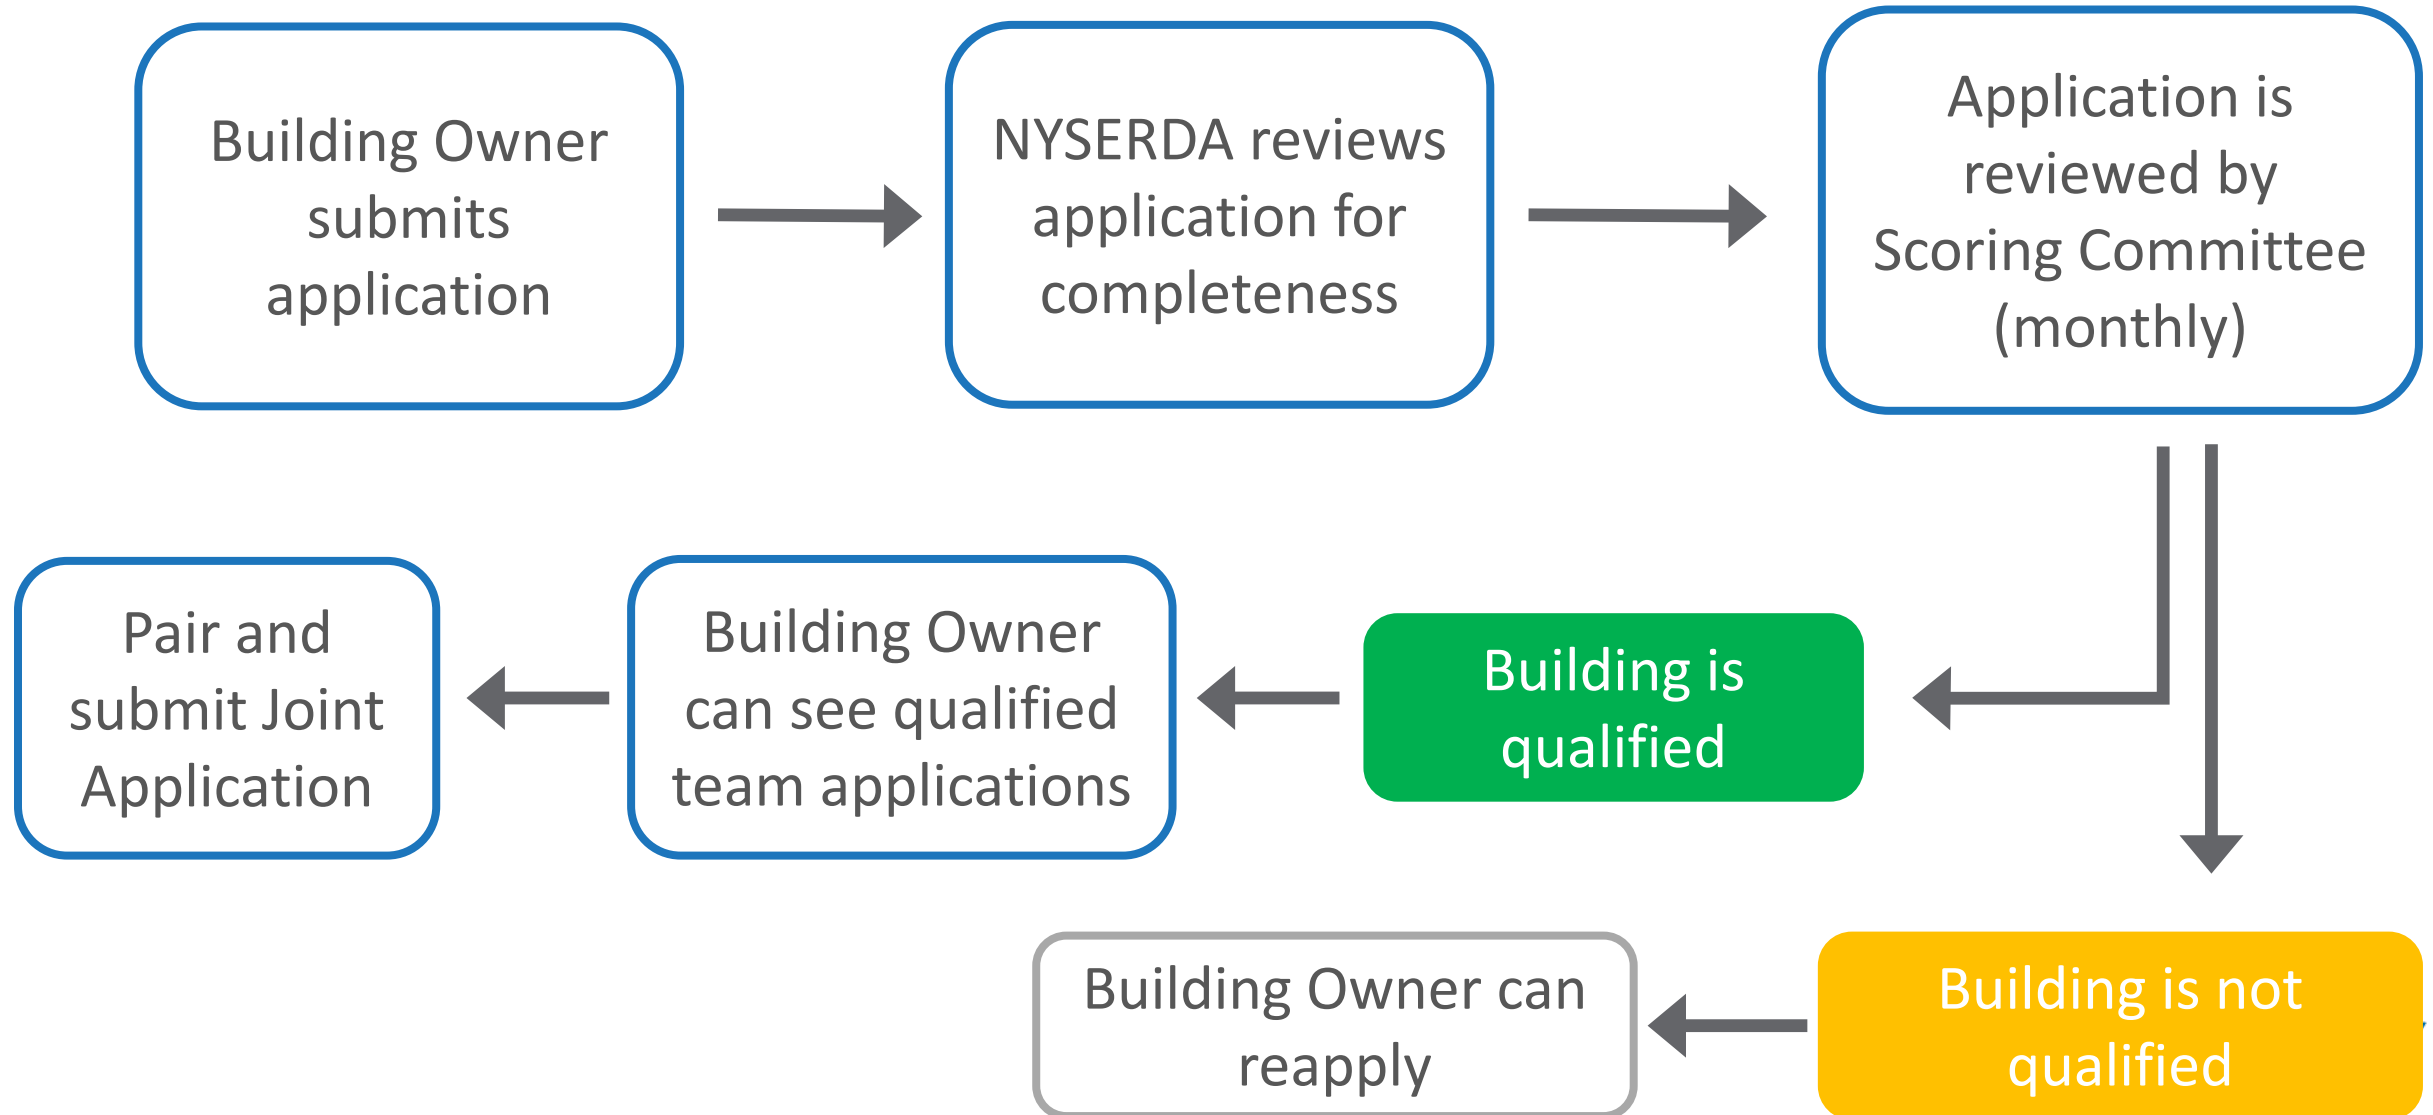 Building Owner
submits
application
NYSERDA reviews
application for
completeness
Application is
reviewed by
Scoring Committee
(monthly)
Pair and
submit Joint
Application
Building Owner
can see qualified
team applications
Building is
qualified
Building Owner can
reapply
Building is not
qualified